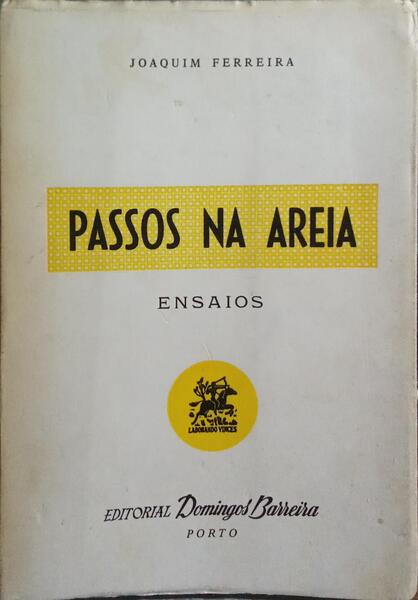 JOAQUIM FERREIRA
PASSOS NA AREIA
ENSAIOS
LABORANDO VINCES
EDITORIAL Domingos Barreira
PORTO